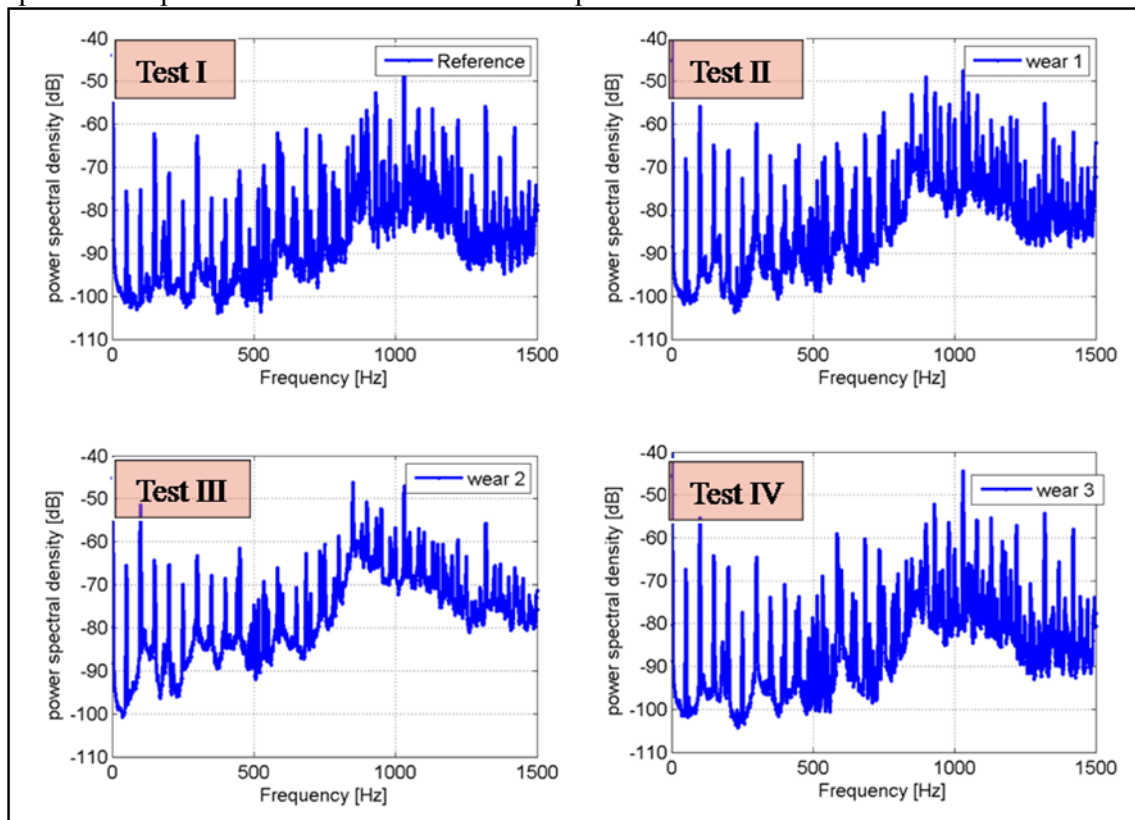 -40
-50
-60
-70
-80
-90
-100
-110
power spectral density [dB]
Test I
Reference
0 500 1000 1500
Frequency [Hz]
-40
-50
-60
-70
-80
-90
-100
-110
power spectral density [dB]
Test II
wear 1
0 500 1000 1500
Frequency [Hz]
-40
-50
-60
-70
-80
-90
-100
-110
power spectral density [dB]
Test III
wear 2
0 500 1000 1500
Frequency [Hz]
-40
-50
-60
-70
-80
-90
-100
-110
power spectral density [dB]
Test IV
wear 3
0 500 1000 1500
Frequency [Hz]